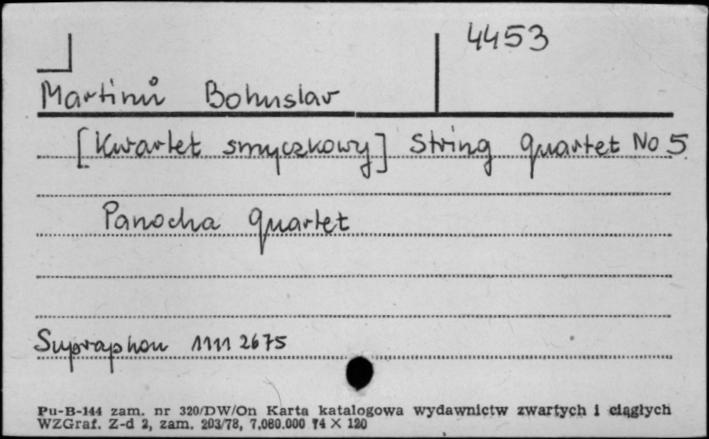 4453
Martinů Bohuslav
[Kwartet smyczkowy] String quartet No 5
Panocha Quartet
Supraphon 1111 2675
Pu-B-144 zam. nr 320/DW/On Karta katalogowa wydawnictw zwartych i ciągłych
WZGraf. Z-d 2, zam. 203/78, 7.080.000 74 X 120